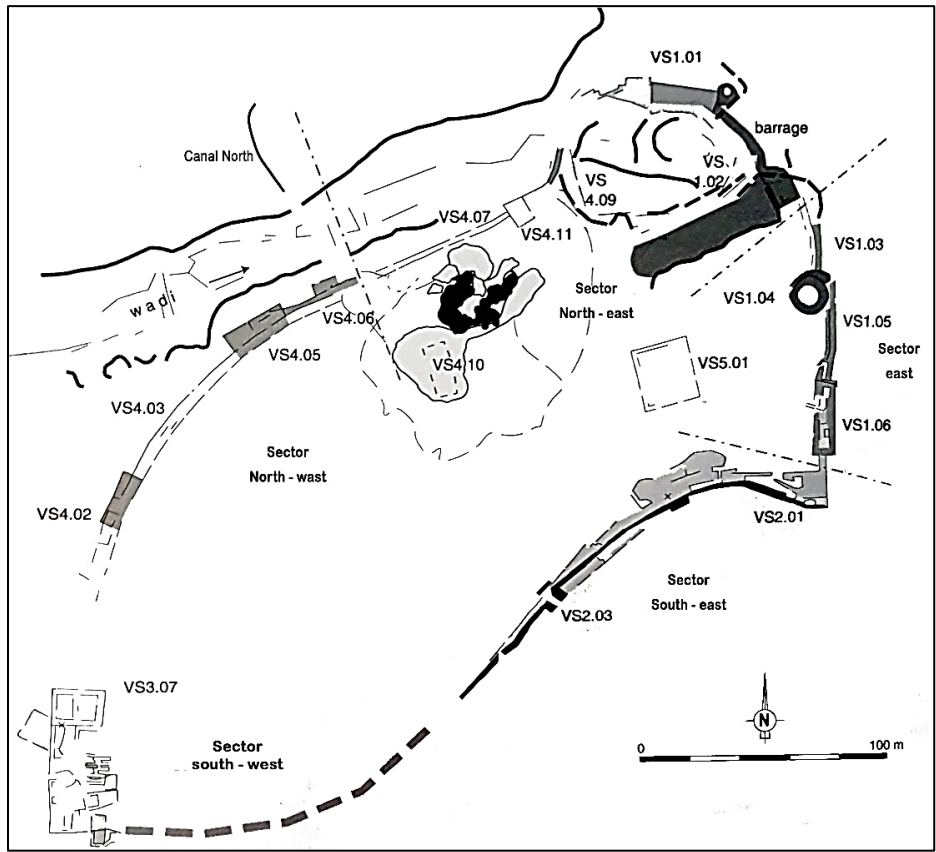 VS1.01
barrage
Canal North
VS
4.09
VS
1.02
VS4.07
VS4.11
VS1.03
wadi
Sector
North - east
VS1.04
VS4.06
VS1.05
VS4.05
VS4.10
VS5.01
Sector
east
VS4.03
VS1.06
Sector
North - wast
VS4.02
VS2.01
Sector
South - east
VS2.03
VS3.07
N
Sector
south - west
0
100 m